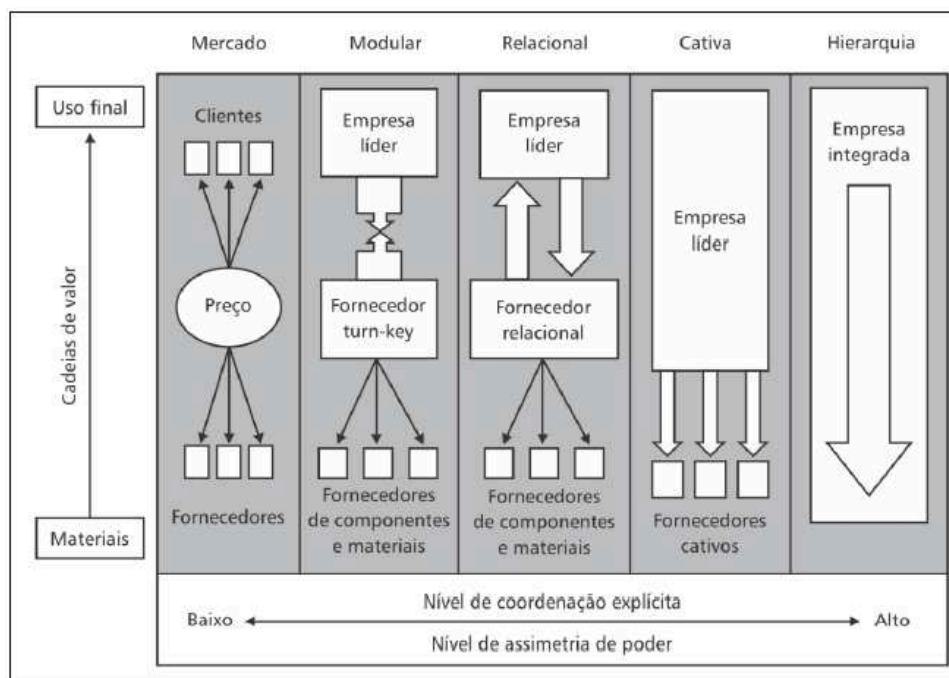 Mercado
Modular
Relacional
Cativa
Hierarquia
Uso final
Cadeias de valor
Materiais
Clientes
Preço
Fornecedores
Empresa
líder
Fornecedor
turn-key
Fornecedores
de componentes
e materiais
Empresa
líder
Fornecedor
relacional
Fornecedores
de componentes
e materiais
Empresa
líder
Fornecedores
cativos
Empresa
integrada
Nível de coordenação explícita
Baixo
Alto
Nível de assimetria de poder